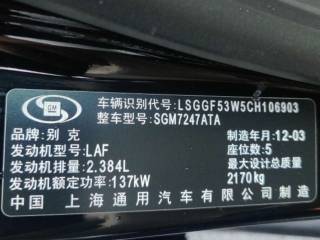 GM
车辆识别代号:LSGGF53W5CH106903
整车型号:SGM7247ATA
品牌:别克 制造年月:12-03
发动机型号:LAF 座位数:5
发动机排量:2.384L 最大设计总质量
发动机额定功率:137kW 2170kg
中国 上海通用汽车有限公司制造